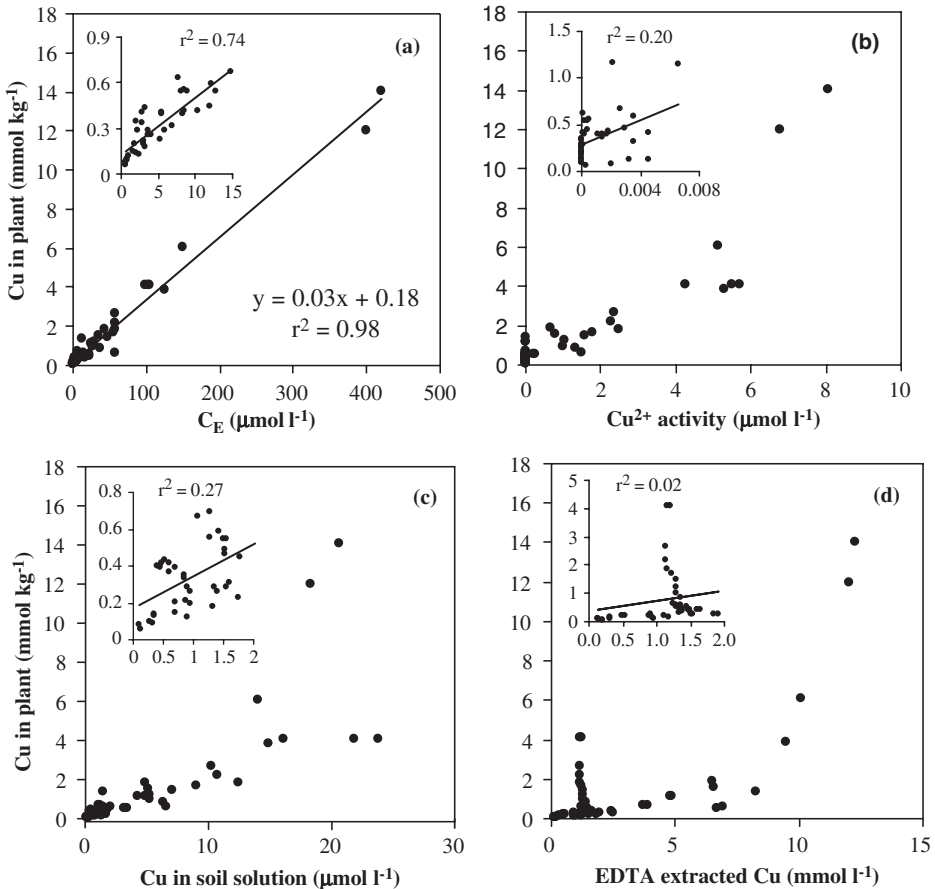 18
16
14
12
10
8
6
4
2
0
Cu in plant (mmol kg-1)
0.9
0.6
0.3
0
r2 = 0.74
(a)
0 5 10 15
y = 0.03x + 0.18
r2 = 0.98
0 100 200 300 400 500
CE (μmol l-1)
18
16
14
12
10
8
6
4
2
0
1.5
1.0
0.5
0.0
r2 = 0.20
(b)
0 0.004 0.008
0 2 4 6 8 10
Cu2+ activity (μmol l-1)
18
16
14
12
10
8
6
4
2
0
Cu in plant (mmol kg-1)
0.8
0.6
0.4
0.2
0
r2 = 0.27
(c)
0 0.5 1 1.5 2
0 10 20 30
Cu in soil solution (μmol l-1)
18
16
14
12
10
8
6
4
2
0
5
4
3
2
1
0
r2 = 0.02
(d)
0.0 0.5 1.0 1.5 2.0
0 5 10 15
EDTA extracted Cu (mmol l-1)